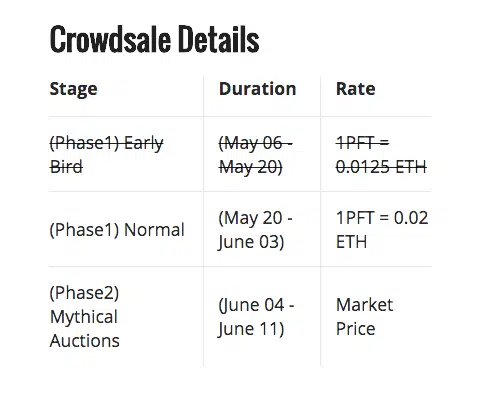 Crowdsale Details
Stage Duration Rate
(Phase1) Early
Bird
(May 06 -
May 20)
1PFT =
0.0125 ETH
(Phase1) Normal
(May 20 -
June 03)
1PFT = 0.02
ETH
(Phase2)
Mythical
Auctions
(June 04 -
June 11)
Market
Price